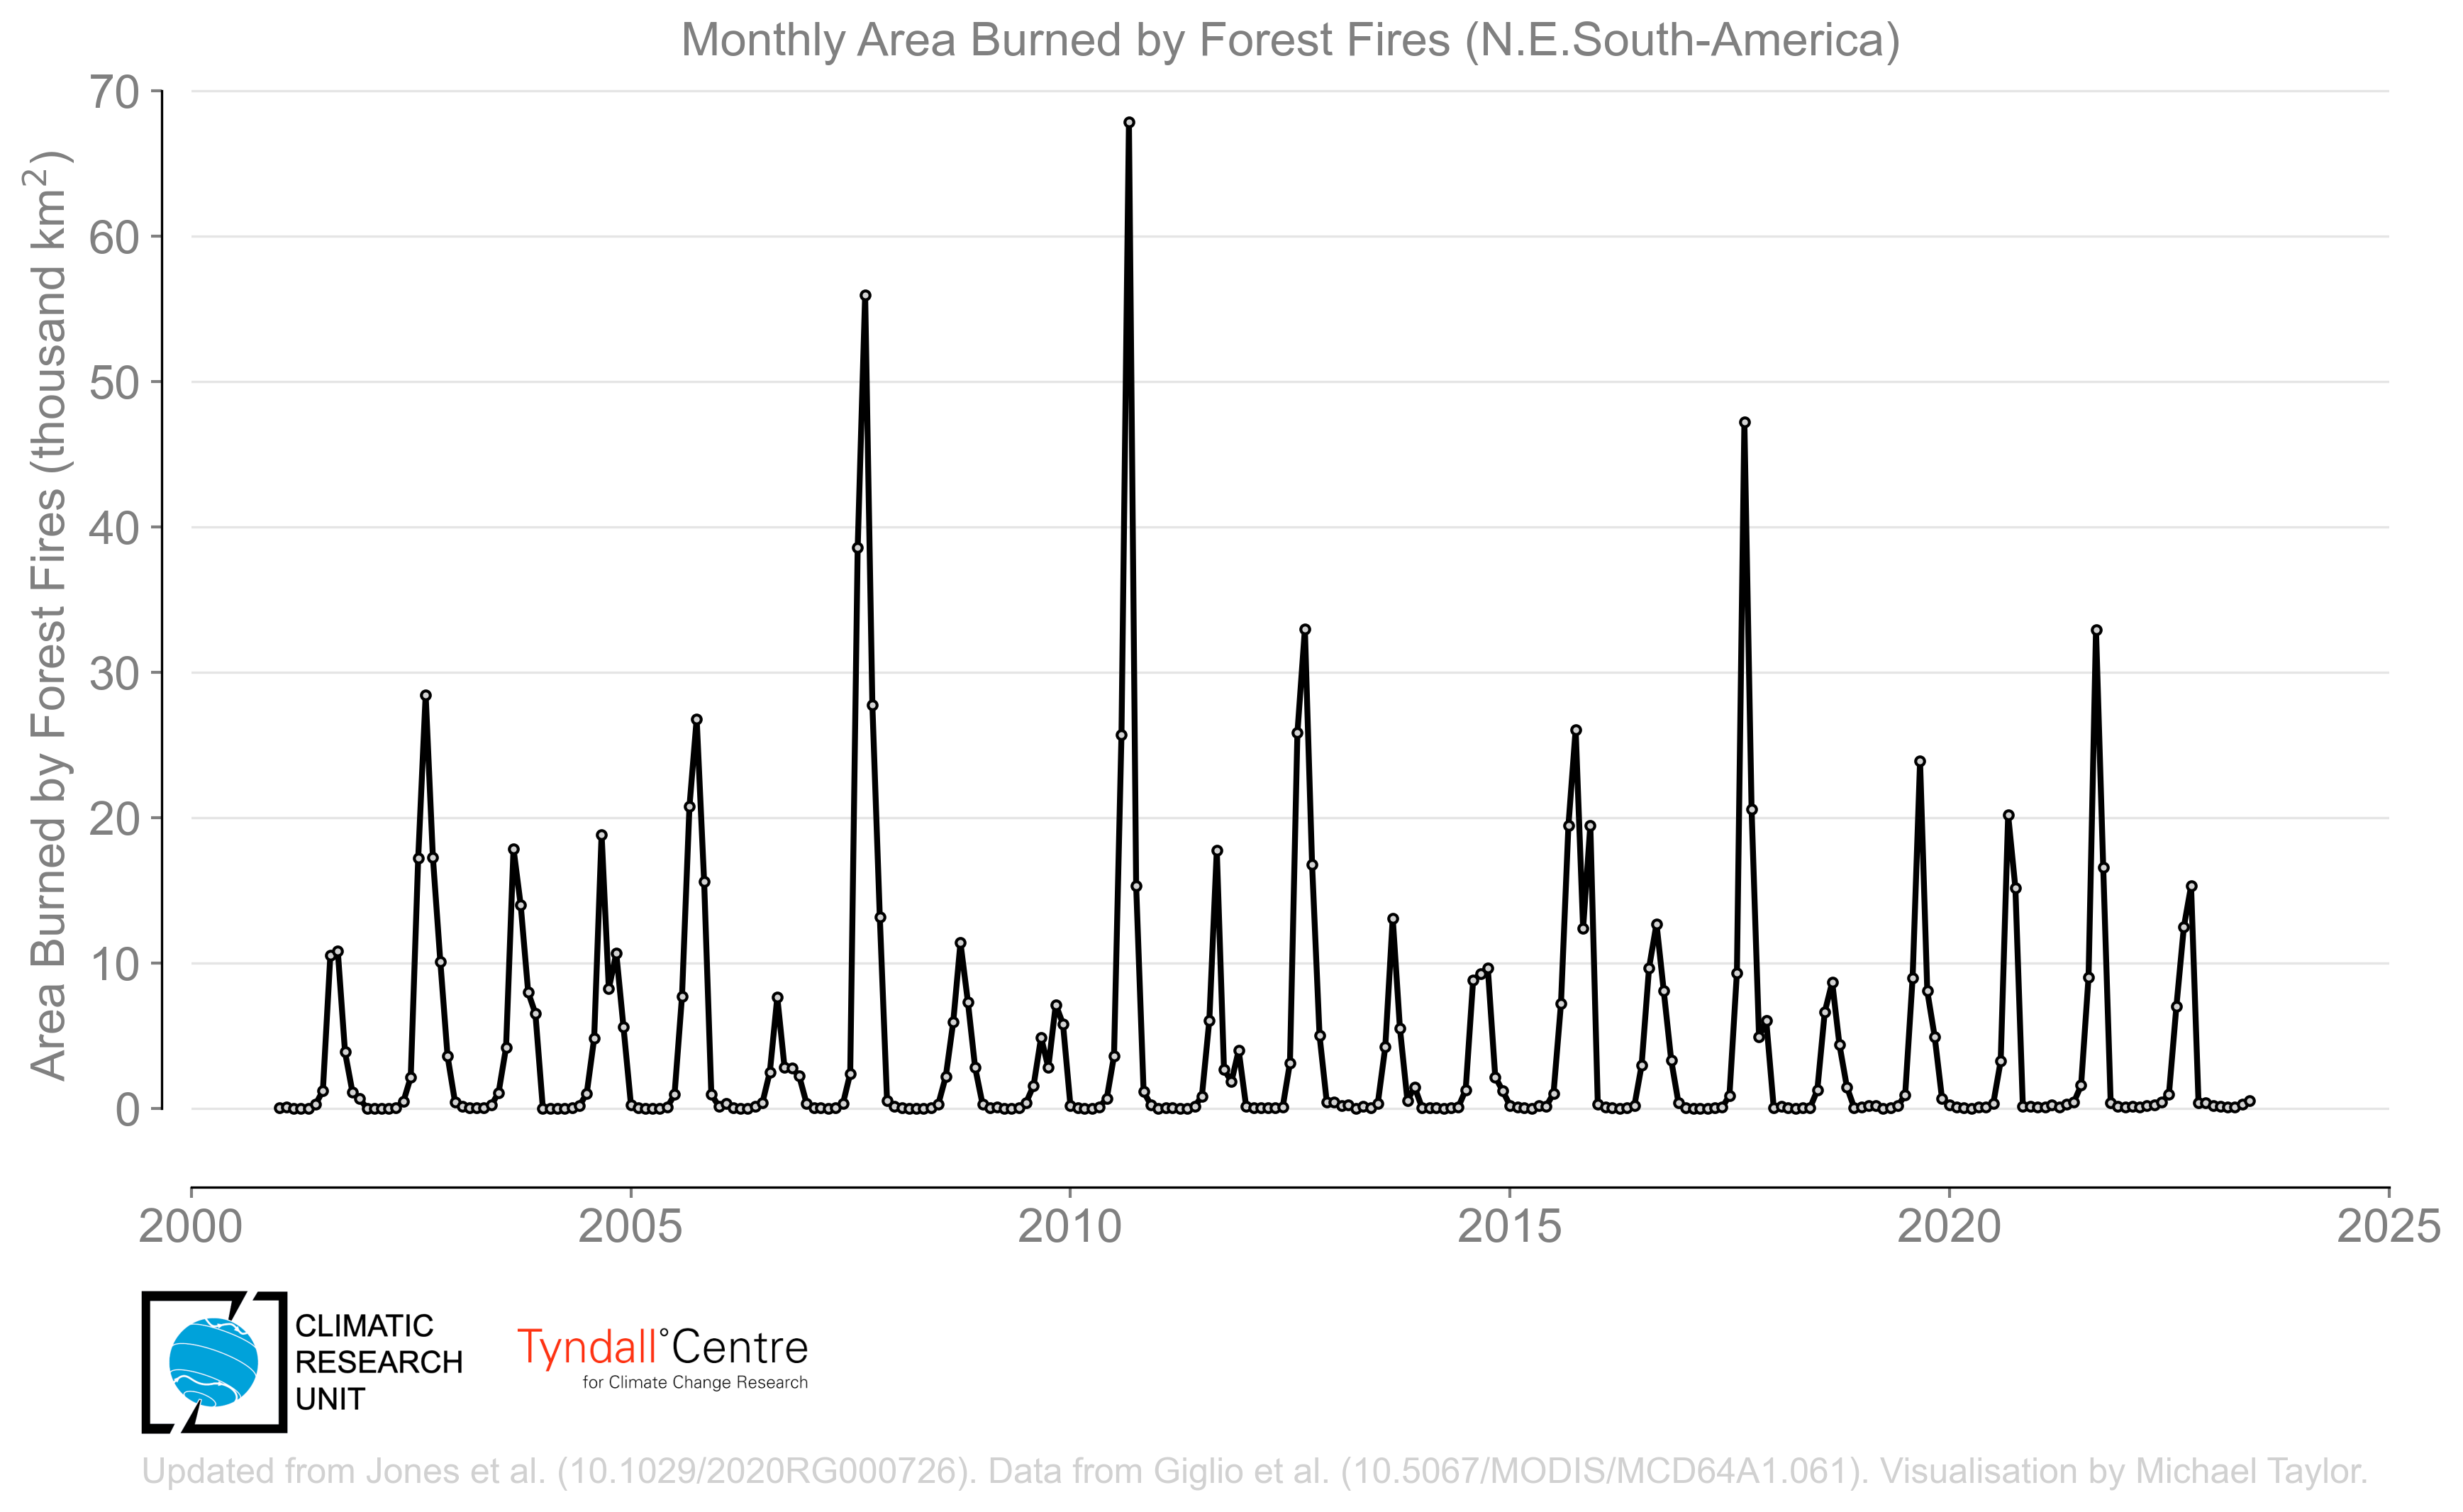 Monthly Area Burned by Forest Fires (N.E.South-America)
Area Burned by Forest Fires (thousand km²)
70
60
50
40
30
20
10
0
2000 2005 2010 2015 2020 2025
CLIMATIC
RESEARCH
UNIT
Tyndall°Centre
for Climate Change Research
Updated from Jones et al. (10.1029/2020RG000726). Data from Giglio et al. (10.5067/MODIS/MCD64A1.061). Visualisation by Michael Taylor.